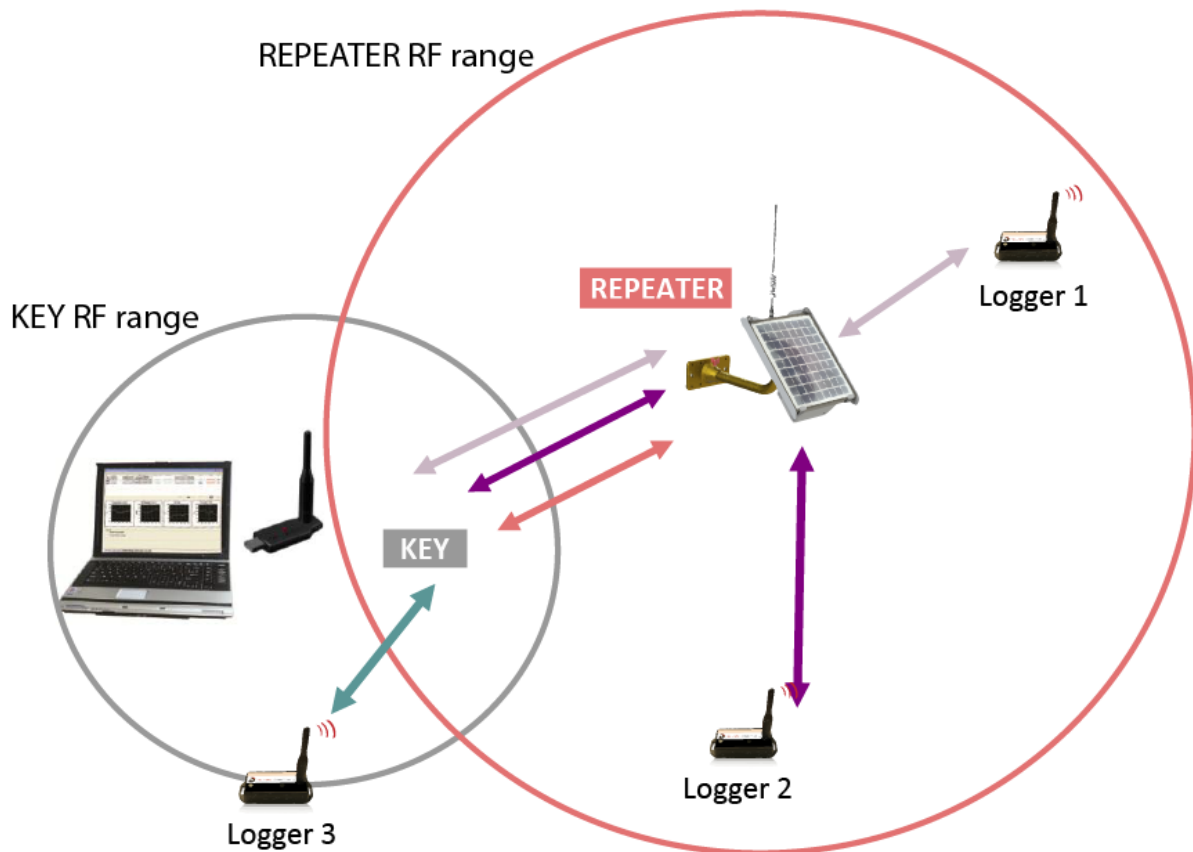 REPEATER RF range
REPEATER
Logger 1
KEY RF range
KEY
Logger 2
Logger 3